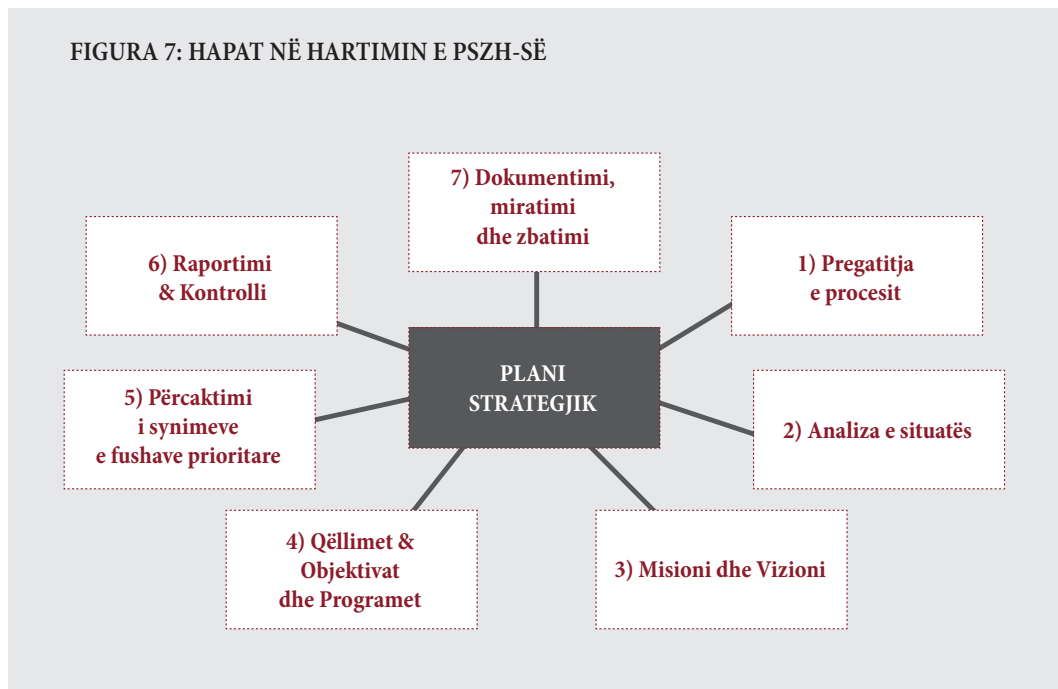 FIGURA 7: HAPAT NË HARTIMIN E PSZH-SË
7) Dokumentimi,
miratimi
dhe zbatimi
1) Pregatitja
e procesit
2) Analiza e situatës
3) Misioni dhe Vizioni
4) Qëllimet &
Objektivat
dhe Programet
5) Përcaktimi
i synimeve
e fushave prioritare
6) Raportimi
& Kontrolli
PLANI
STRATEGJIK